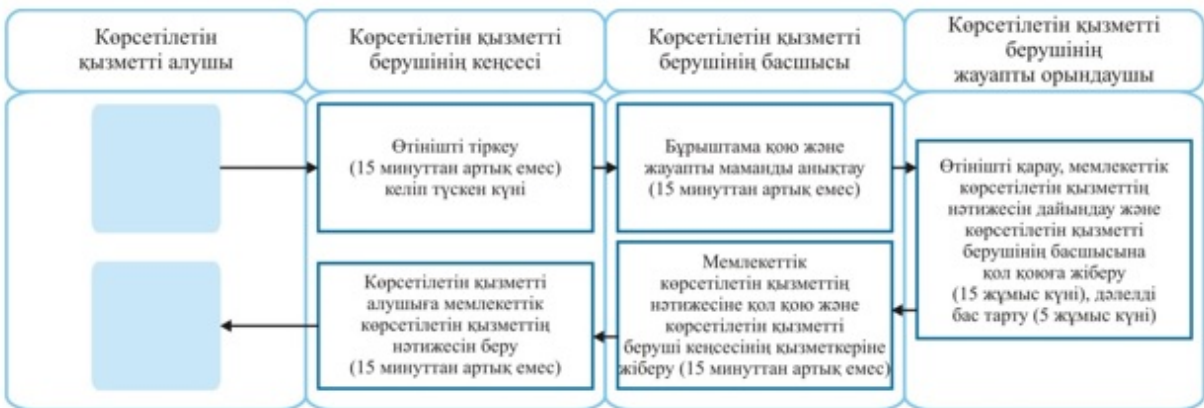 Көрсетілетін
қызметті алушы
Көрсетілетін қызметті
берушінің кеңсесі
Көрсетілетін қызметті
берушінің басшысы
Көрсетілетін қызметті
берушінің
жауапты орындаушы
Өтінішті тіркеу
(15 минуттан артық емес)
келіп түскен күні
Бұрыштама қою және
жауапты маманды анықтау
(15 минуттан артық емес)
Өтінішті қарау, мемлекеттік
көрсетілетін қызметтің
нәтижесін дайындау және
көрсетілетін қызметті
берушінің басшысына
қол қоюға жіберу
(15 жұмыс күні), дәлелді
бас тарту (5 жұмыс күні)
Мемлекеттік
көрсетілетін қызметтің
нәтижесіне қол қою және
көрсетілетін қызметті
беруші кеңсесінің қызметкеріне
жіберу (15 минуттан артық емес)
Көрсетілетін қызметті
алушыға мемлекеттік
көрсетілетін қызметтің
нәтижесін беру
(15 минуттан артық емес)